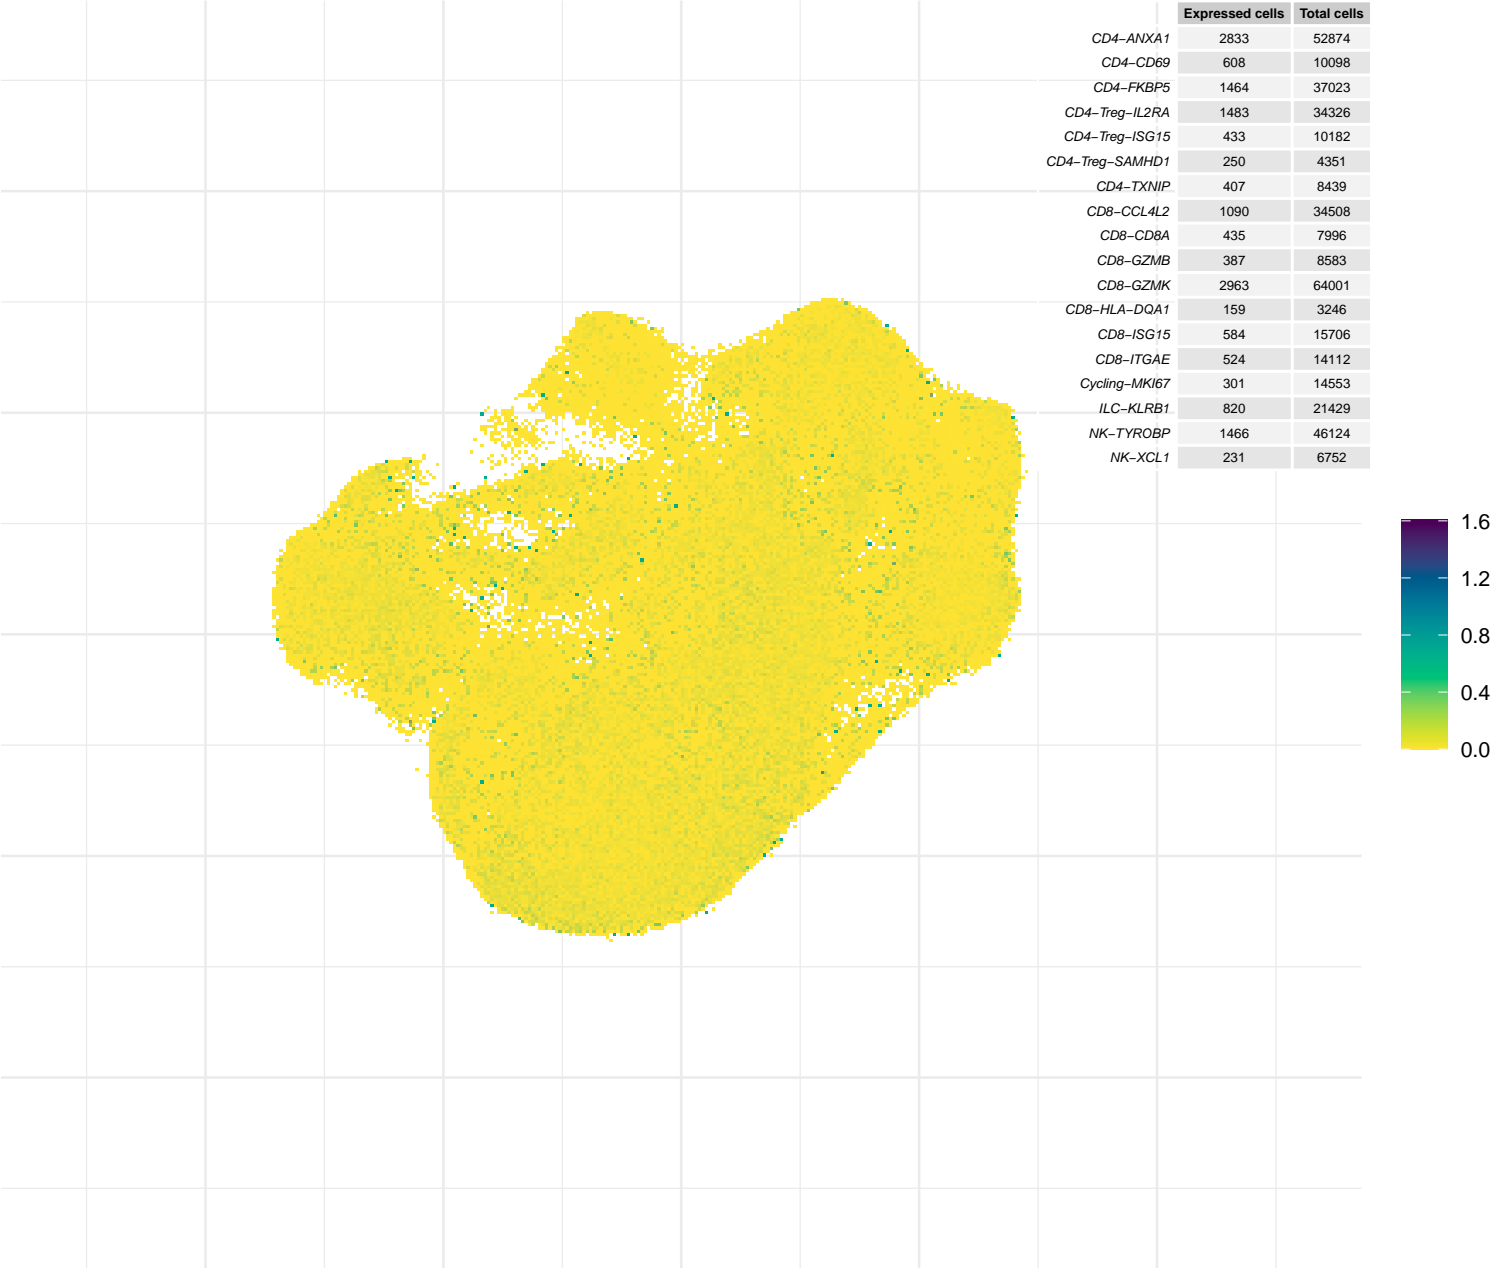 Expressed cells Total cells
CD4−ANXA1 2833 52874
CD4−CD69 608 10098
CD4−FKBP5 1464 37023
CD4−Treg−IL2RA 1483 34326
CD4−Treg−ISG15 433 10182
CD4−Treg−SAMHD1 250 4351
CD4−TXNIP 407 8439
CD8−CCL4L2 1090 34508
CD8−CD8A 435 7996
CD8−GZMB 387 8583
CD8−GZMK 2963 64001
CD8−HLA−DQA1 159 3246
CD8−ISG15 584 15706
CD8−ITGAE 524 14112
Cycling−MKI67 301 14553
ILC−KLRB1 820 21429
NK−TYROBP 1466 46124
NK−XCL1 231 6752
1.6
1.2
0.8
0.4
0.0